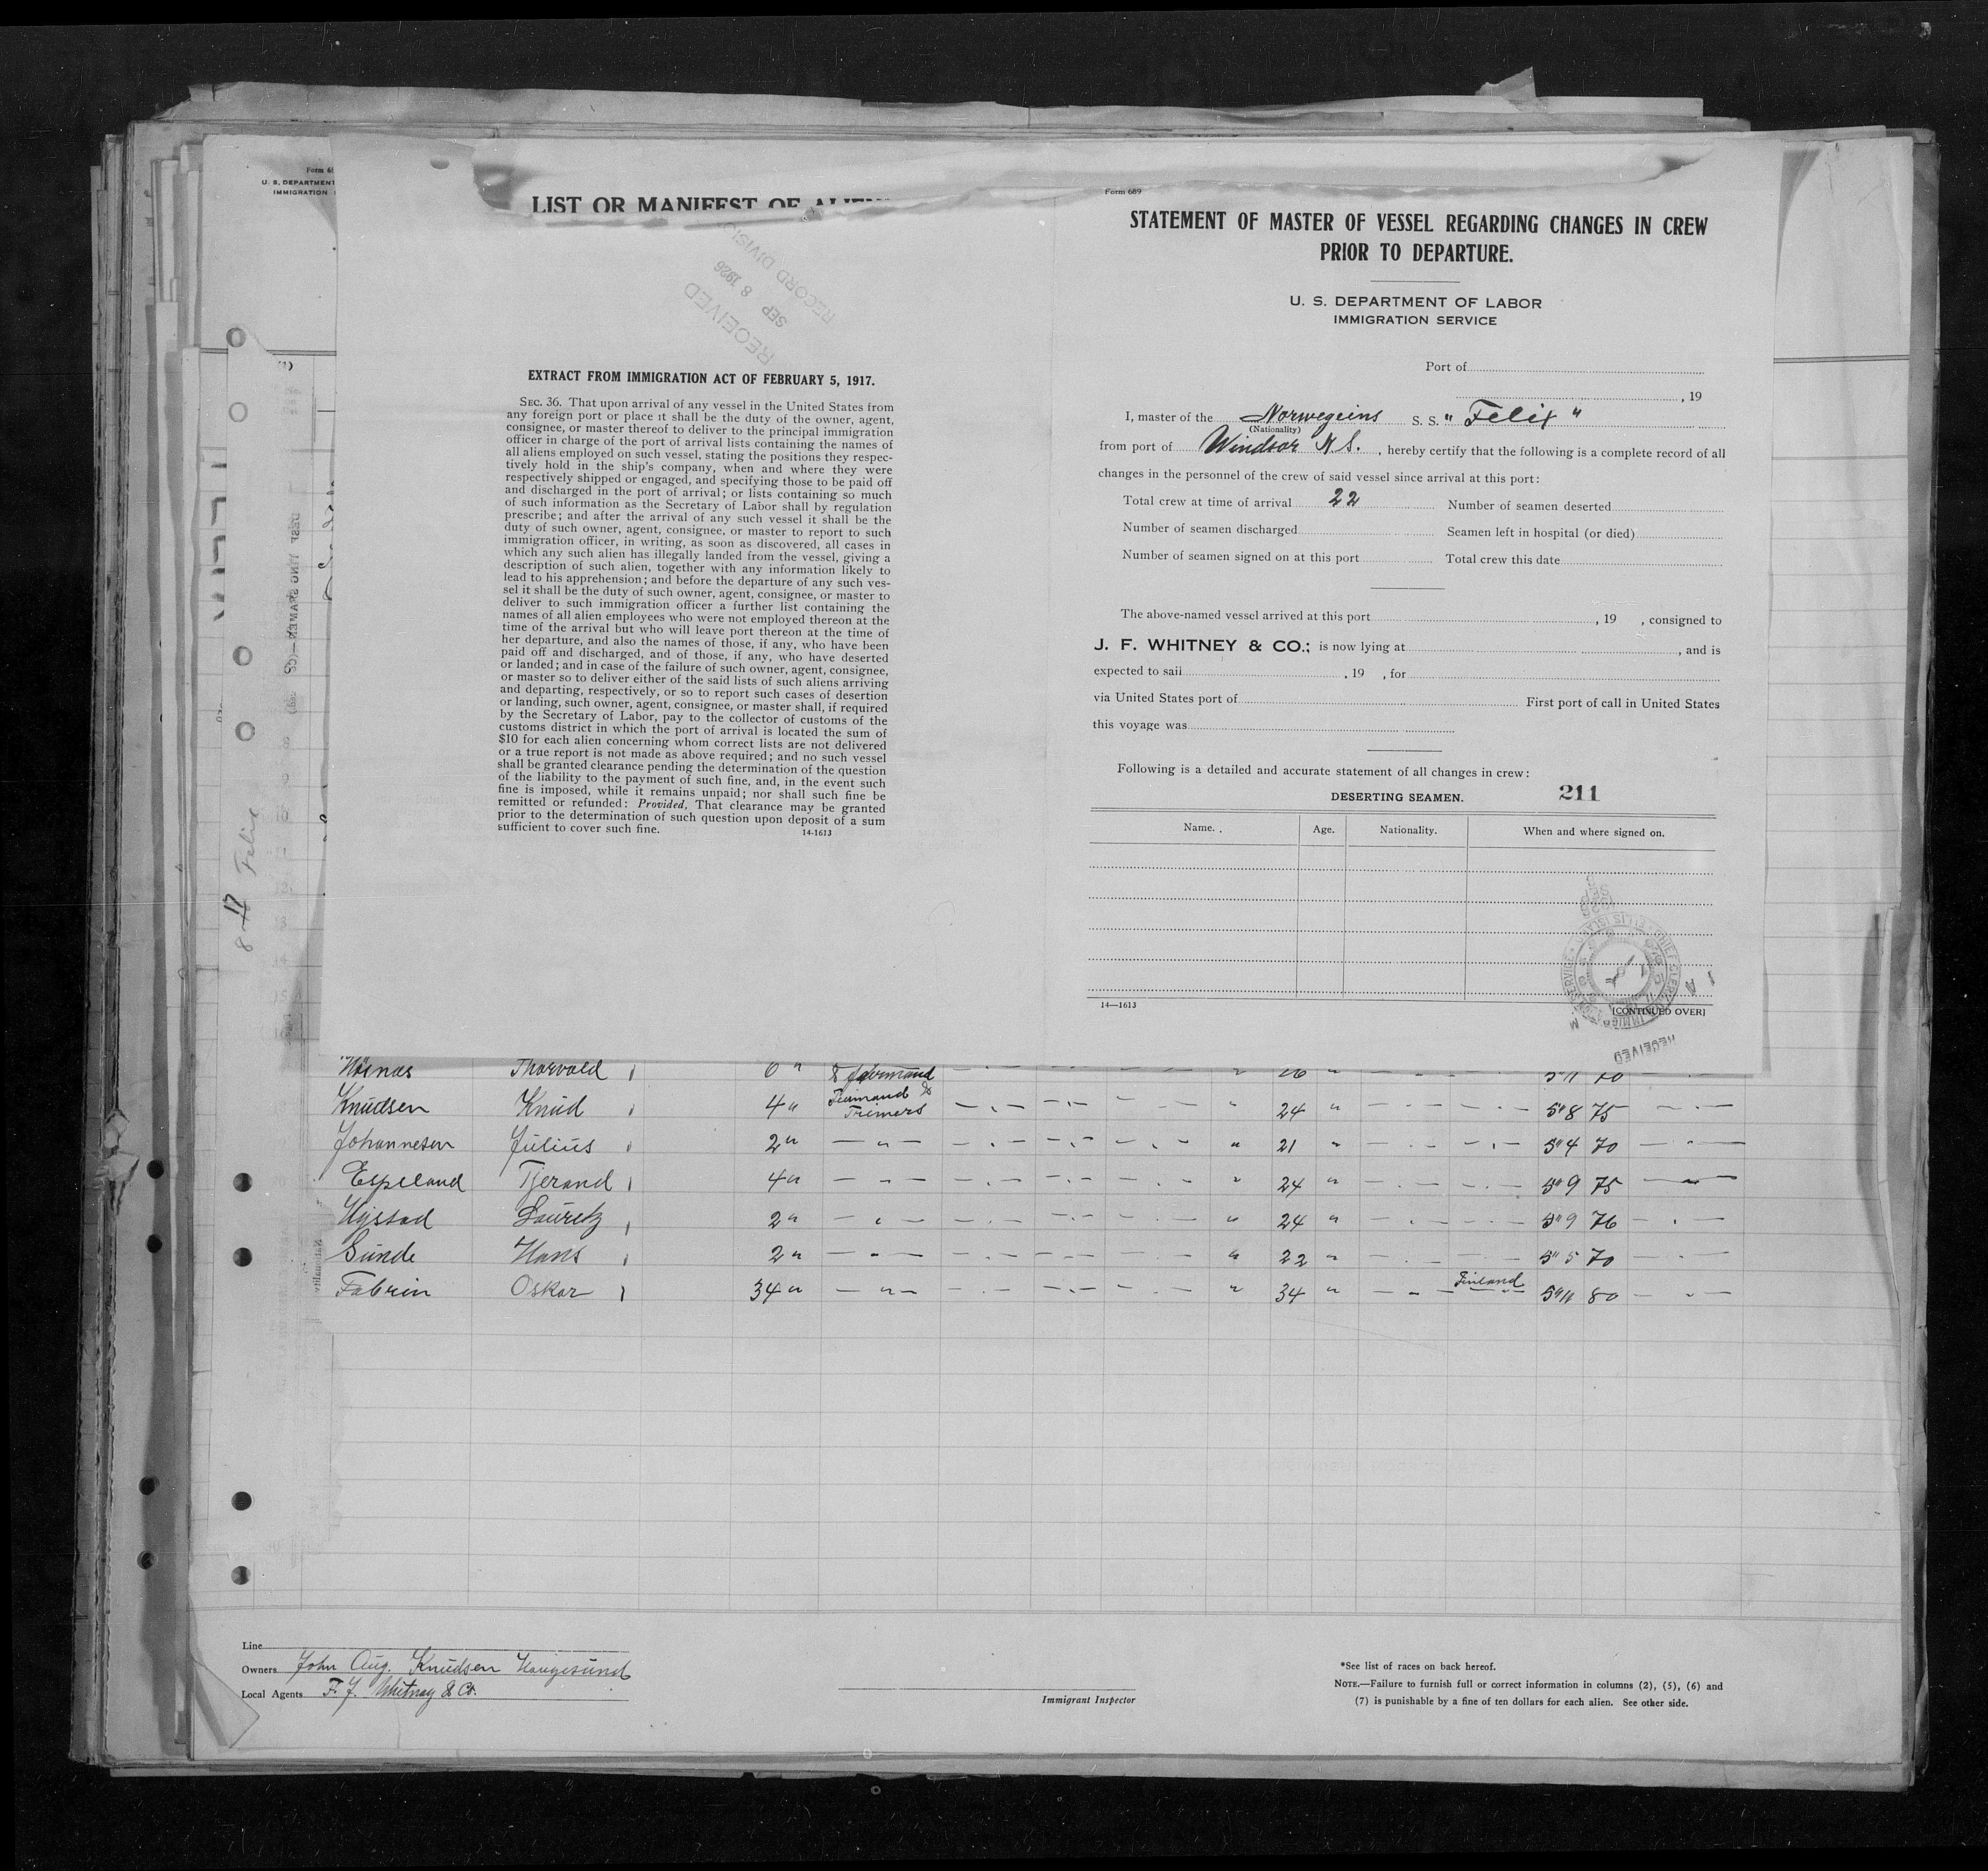 Form 68
U. S. DEPARTMENT
IMMIGRATION
LIST OR MANIFEST OF ALIEN
RECEIVED
SEP 8 1926
RECORD DIVISIO
EXTRACT FROM IMMIGRATION ACT OF FEBRUARY 5, 1917.
SEC. 36. That upon arrival of any vessel in the United States from
any foreign port or place it shall be the duty of the owner, agent,
consignee, or master thereof to deliver to the principal immigration
officer in charge of the port of arrival lists containing the names of
all aliens employed on such vessel, stating the positions they respec-
tively hold in the ship's company, when and where they were
respectively shipped or engaged, and specifying those to be paid off
and discharged in the port of arrival; or lists containing so much
of such information as the Secretary of Labor shall by regulation
prescribe; and after the arrival of any such vessel it shall be the
duty of such owner, agent, consignee, or master to report to such
immigration officer, in writing, as soon as discovered, all cases in
which any such alien has illegally landed from the vessel, giving a
description of such alien, together with any information likely to
lead to his apprehension; and before the departure of any such ves-
sel it shall be the duty of such owner, agent, consignee, or master to
deliver to such immigration officer a further list containing the
names of all alien employees who were not employed thereon at the
time of the arrival but who will leave port thereon at the time of
her departure, and also the names of those, if any, who have been
paid off and discharged, and of those, if any, who have deserted
or landed; and in case of the failure of such owner, agent, consignee,
or master so to deliver either of the said lists of such aliens arriving
and departing, respectively, or so to report such cases of desertion
or landing, such owner, agent, consignee, or master shall, if required
by the Secretary of Labor, pay to the collector of customs of the
customs district in which the port of arrival is located the sum of
$10 for each alien concerning whom correct lists are not delivered
or a true report is not made as above required; and no such vessel
shall be granted clearance pending the determination of the question
of the liability to the payment of such fine, and, in the event such
fine is imposed, while it remains unpaid; nor shall such fine be
remitted or refunded: Provided, That clearance may be granted
prior to the determination of such question upon deposit of a sum
sufficient to cover such fine. 14-1613
Form 689
STATEMENT OF MASTER OF VESSEL REGARDING CHANGES IN CREW
PRIOR TO DEPARTURE.
U. S. DEPARTMENT OF LABOR
IMMIGRATION SERVICE
Port of
, 19
I, master of the Norwegeins S. S. "Felix"
(Nationality)
from port of Windsor N S. , hereby certify that the following is a complete record of all
changes in the personnel of the crew of said vessel since arrival at this port:
Total crew at time of arrival 22 Number of seamen deserted
Number of seamen discharged Seamen left in hospital (or died)
Number of seamen signed on at this port Total crew this date
The above-named vessel arrived at this port , 19 , consigned to
J. F. WHITNEY & CO.; is now lying at , and is
expected to sail , 19 , for
via United States port of First port of call in United States
this voyage was
Following is a detailed and accurate statement of all changes in crew:
DESERTING SEAMEN. 211
Name. Age. Nationality. When and where signed on.
14—1613 [CONTINUED OVER]
RECEIVED
8 17 Felix
Thorvald 26 "
Knudsen Knud 4 " Firmand & Trimers " 24 " 5"8 75
Johannesen Julius 2 " — " — " 21 " 5"4 70
Espeland Tjerand 4 " — " — " 24 " 5"9 75
Lauretz 2 " — " — " 24 " 5"9 76
Sunde Hans 2 " — " — " 22 " 5"5 70
Fabrin Oskar 34 " — " — " 34 " Finland 5"11 80
Line
Owners John Aug. Knudsen Haugesund
Local Agents F. J. Whitney & Co.
Immigrant Inspector
*See list of races on back hereof.
NOTE.—Failure to furnish full or correct information in columns (2), (5), (6) and
(7) is punishable by a fine of ten dollars for each alien. See other side.